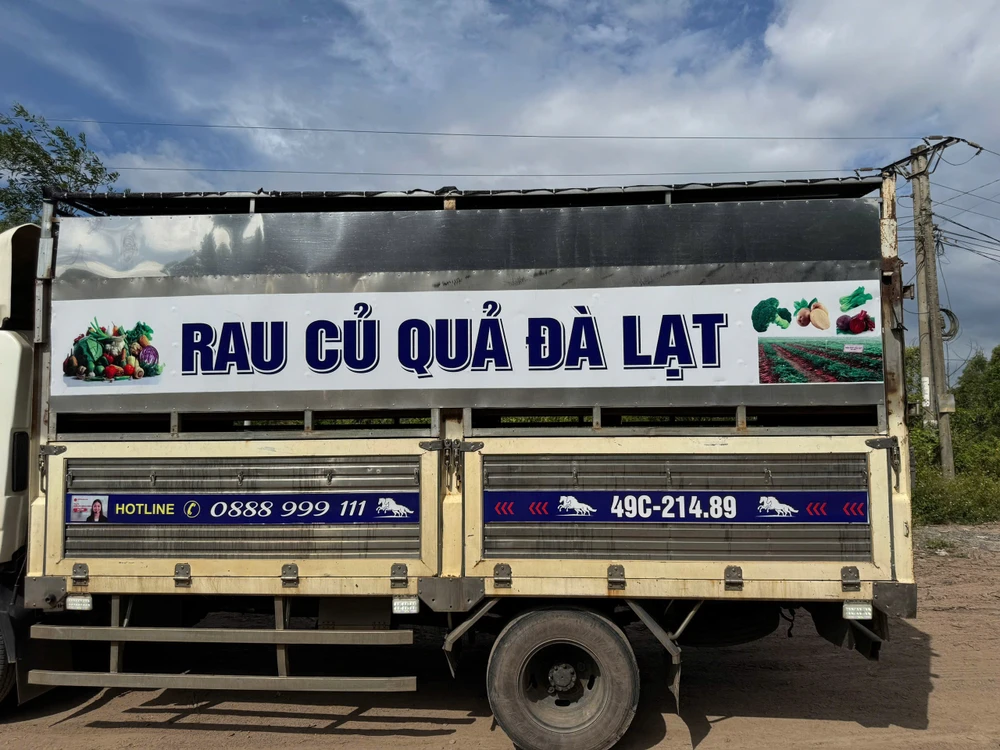 RAU CỦ QUẢ ĐÀ LẠT
HOTLINE 0888 999 111
49C-214.89